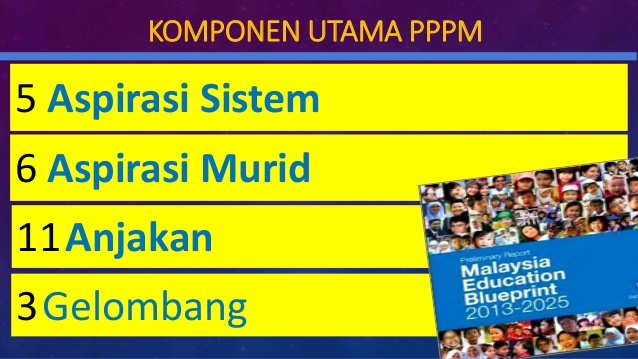 KOMPONEN UTAMA PPPM
5 Aspirasi Sistem
6 Aspirasi Murid
11 Anjakan
3 Gelombang
Preliminary Report
Malaysia
Education
Blueprint
2013-2025